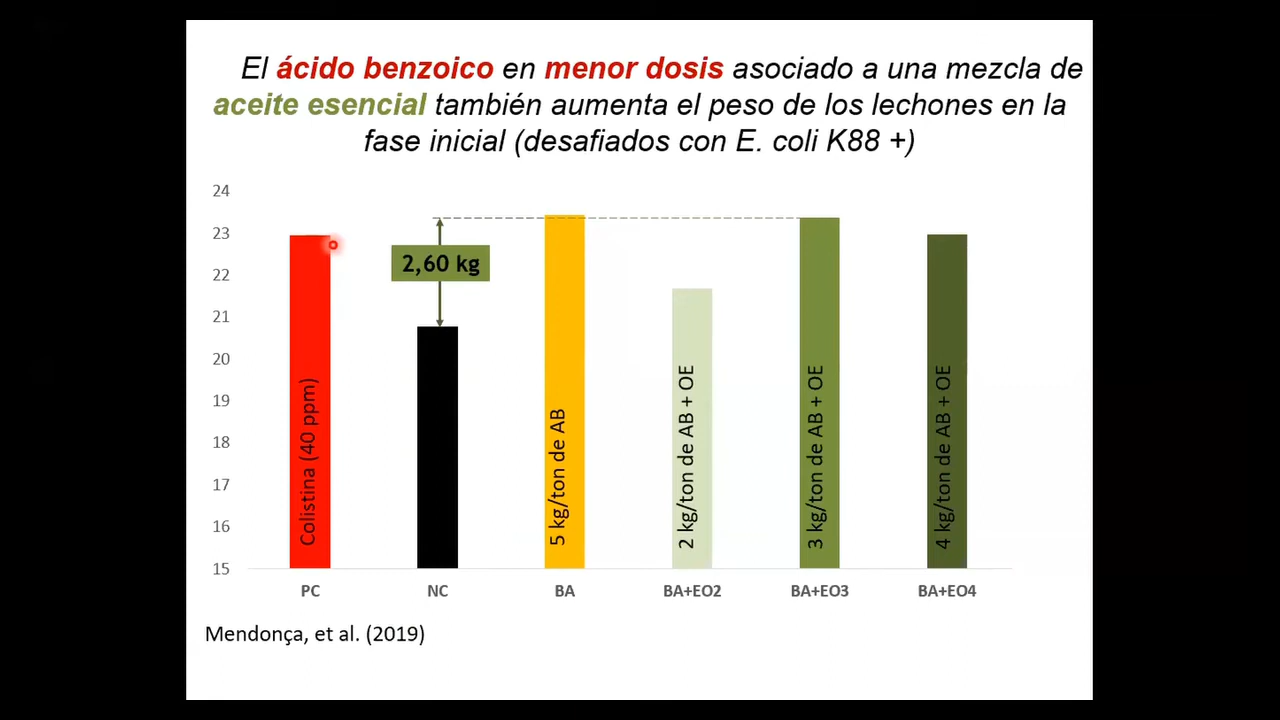 El ácido benzoico en menor dosis asociado a una mezcla de
aceite esencial también aumenta el peso de los lechones en la
fase inicial (desafiados con E. coli K88 +)
24
23
22
21
20
19
18
17
16
15
2,60 kg
Colistina (40 ppm)
5 kg/ton de AB
2 kg/ton de AB + OE
3 kg/ton de AB + OE
4 kg/ton de AB + OE
PC
NC
BA
BA+EO2
BA+EO3
BA+EO4
Mendonça, et al. (2019)